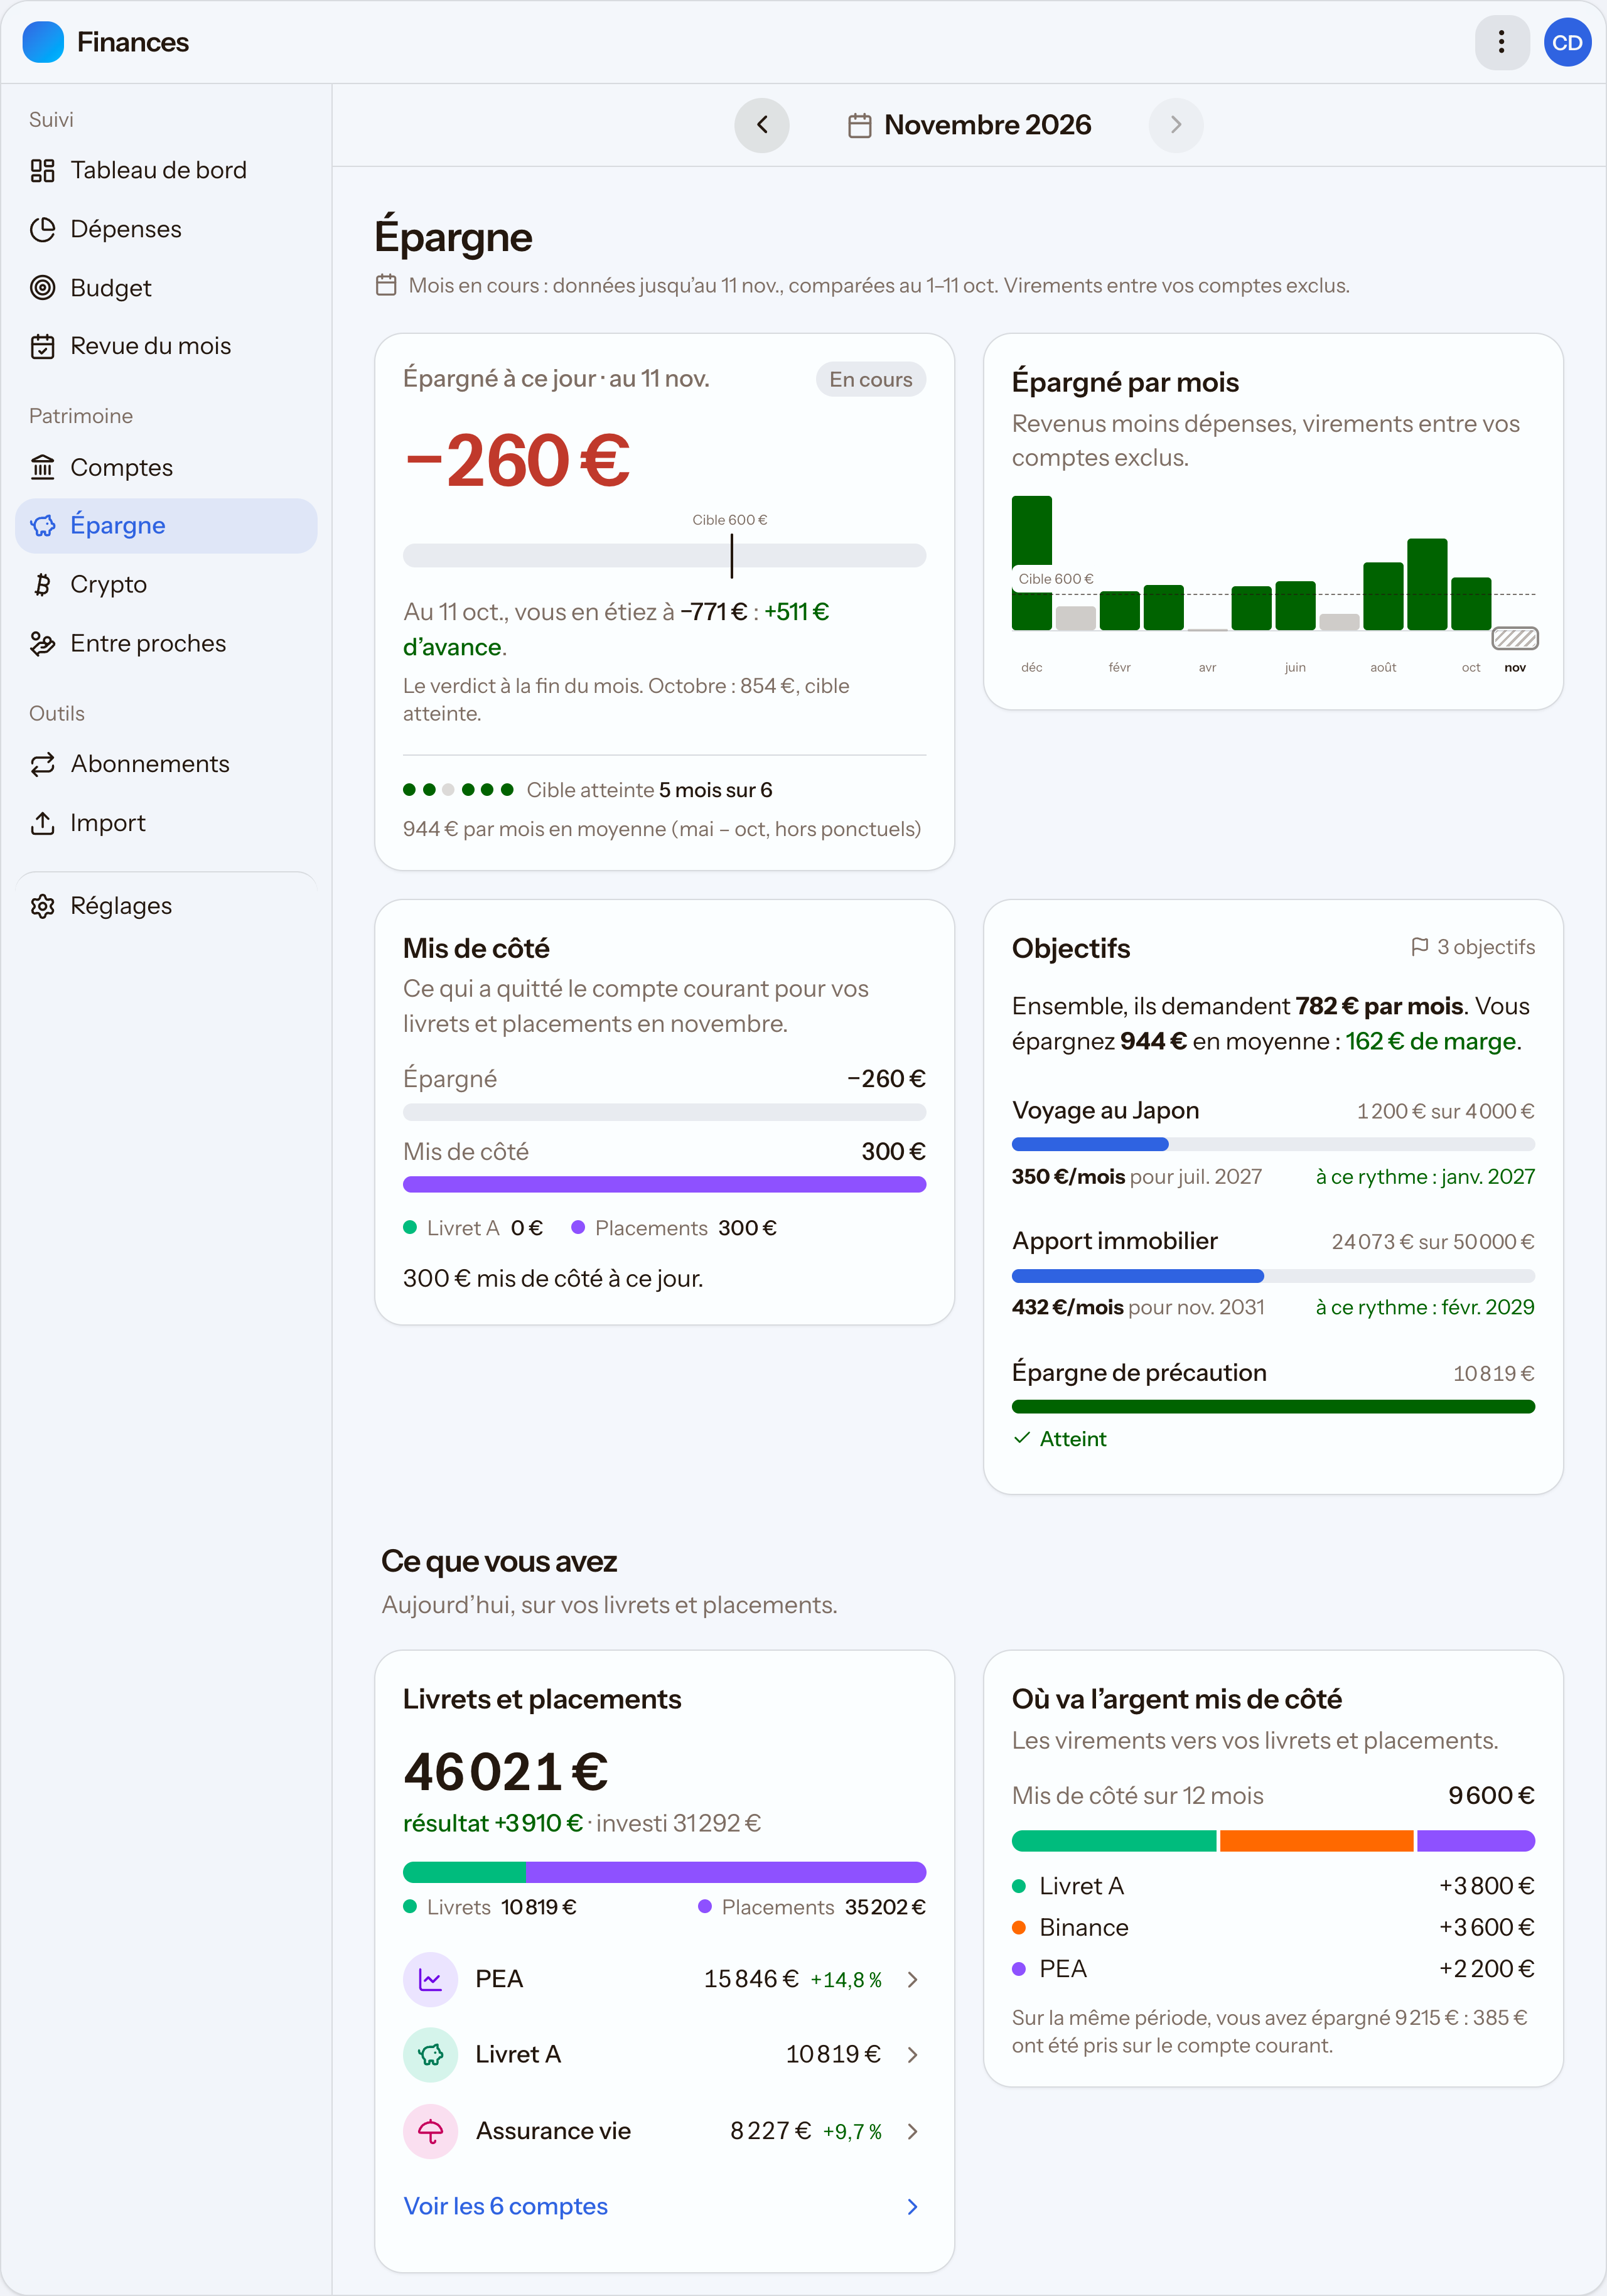 Finances
CD
Suivi
Tableau de bord
Dépenses
Budget
Revue du mois
Patrimoine
Comptes
Épargne
Crypto
Entre proches
Outils
Abonnements
Import
Réglages
Novembre 2026
Épargne
Mois en cours : données jusqu’au 11 nov., comparées au 1–11 oct. Virements entre vos comptes exclus.
Épargné à ce jour · au 11 nov.
En cours
−260 €
Cible 600 €
Au 11 oct., vous en étiez à −771 € : +511 €
d’avance.
Le verdict à la fin du mois. Octobre : 854 €, cible
atteinte.
Cible atteinte 5 mois sur 6
944 € par mois en moyenne (mai – oct, hors ponctuels)
Épargné par mois
Revenus moins dépenses, virements entre vos
comptes exclus.
Cible 600 €
déc févr avr juin août oct nov
Mis de côté
Ce qui a quitté le compte courant pour vos
livrets et placements en novembre.
Épargné −260 €
Mis de côté 300 €
Livret A 0 € Placements 300 €
300 € mis de côté à ce jour.
Objectifs
3 objectifs
Ensemble, ils demandent 782 € par mois. Vous
épargnez 944 € en moyenne : 162 € de marge.
Voyage au Japon 1 200 € sur 4 000 €
350 €/mois pour juil. 2027 à ce rythme : janv. 2027
Apport immobilier 24 073 € sur 50 000 €
432 €/mois pour nov. 2031 à ce rythme : févr. 2029
Épargne de précaution 10 819 €
Atteint
Ce que vous avez
Aujourd’hui, sur vos livrets et placements.
Livrets et placements
46 021 €
résultat +3 910 € · investi 31 292 €
Livrets 10 819 € Placements 35 202 €
PEA 15 846 € +14,8 %
Livret A 10 819 €
Assurance vie 8 227 € +9,7 %
Voir les 6 comptes
Où va l’argent mis de côté
Les virements vers vos livrets et placements.
Mis de côté sur 12 mois 9 600 €
Livret A +3 800 €
Binance +3 600 €
PEA +2 200 €
Sur la même période, vous avez épargné 9 215 € : 385 €
ont été pris sur le compte courant.